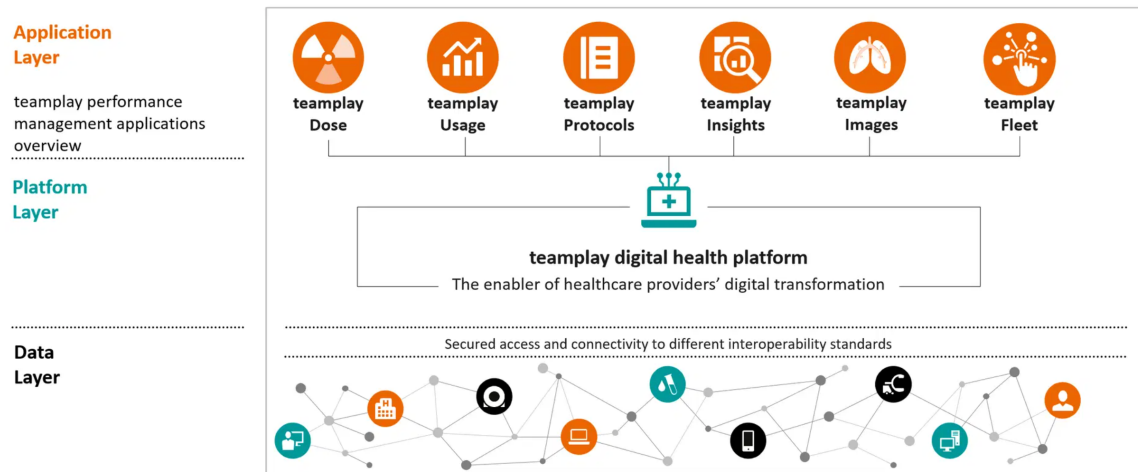 Application
Layer
teamplay performance
management applications
overview
teamplay
Dose
teamplay
Usage
teamplay
Protocols
teamplay
Insights
teamplay
Images
teamplay
Fleet
Platform
Layer
teamplay digital health platform
The enabler of healthcare providers' digital transformation
Data
Layer
Secured access and connectivity to different interoperability standards
H